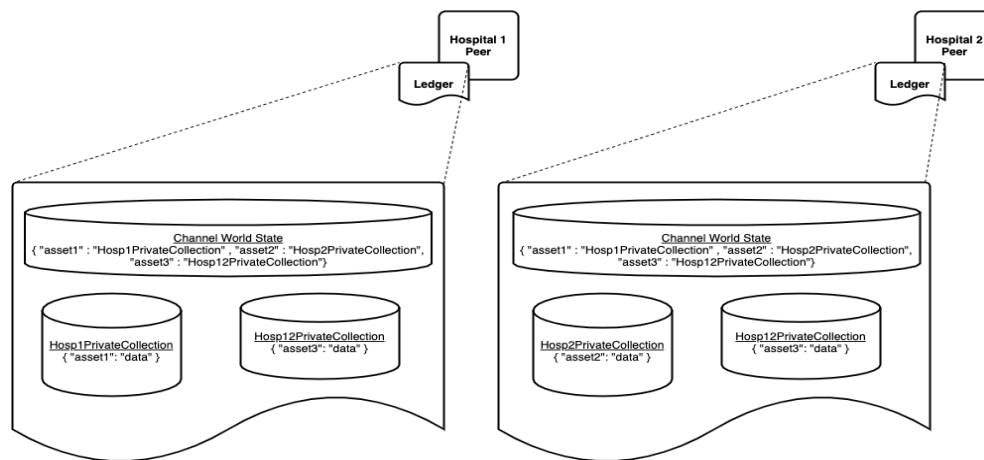 Hospital 1
Peer
Ledger
Channel World State
{ "asset1" : "Hosp1PrivateCollection" , "asset2" : "Hosp2PrivateCollection",
"asset3" : "Hosp12PrivateCollection"}
Hosp1PrivateCollection
{ "asset1": "data" }
Hosp12PrivateCollection
{ "asset3": "data" }
Hospital 2
Peer
Ledger
Channel World State
{ "asset1" : "Hosp1PrivateCollection" , "asset2" : "Hosp2PrivateCollection",
"asset3" : "Hosp12PrivateCollection"}
Hosp2PrivateCollection
{ "asset2": "data" }
Hosp12PrivateCollection
{ "asset3": "data" }